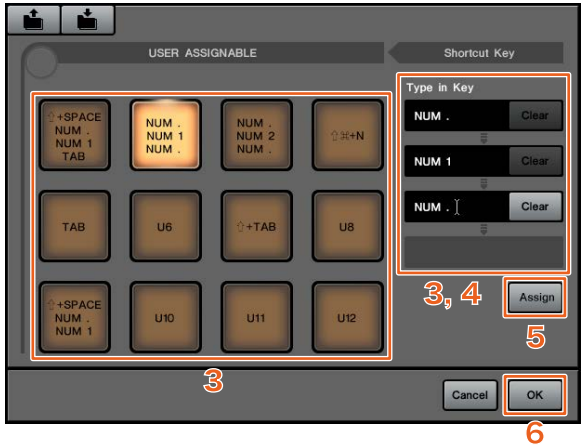 USER ASSIGNABLE
Shortcut Key
Type in Key
NUM .
Clear
NUM 1
Clear
NUM .
Clear
⇧+SPACE
NUM .
NUM 1
TAB
NUM .
NUM 1
NUM .
NUM .
NUM 2
NUM .
⇧⌘+N
TAB
U6
⇧+TAB
U8
⇧+SPACE
NUM .
NUM 1
U10
U11
U12
3, 4
Assign
5
3
Cancel
OK
6